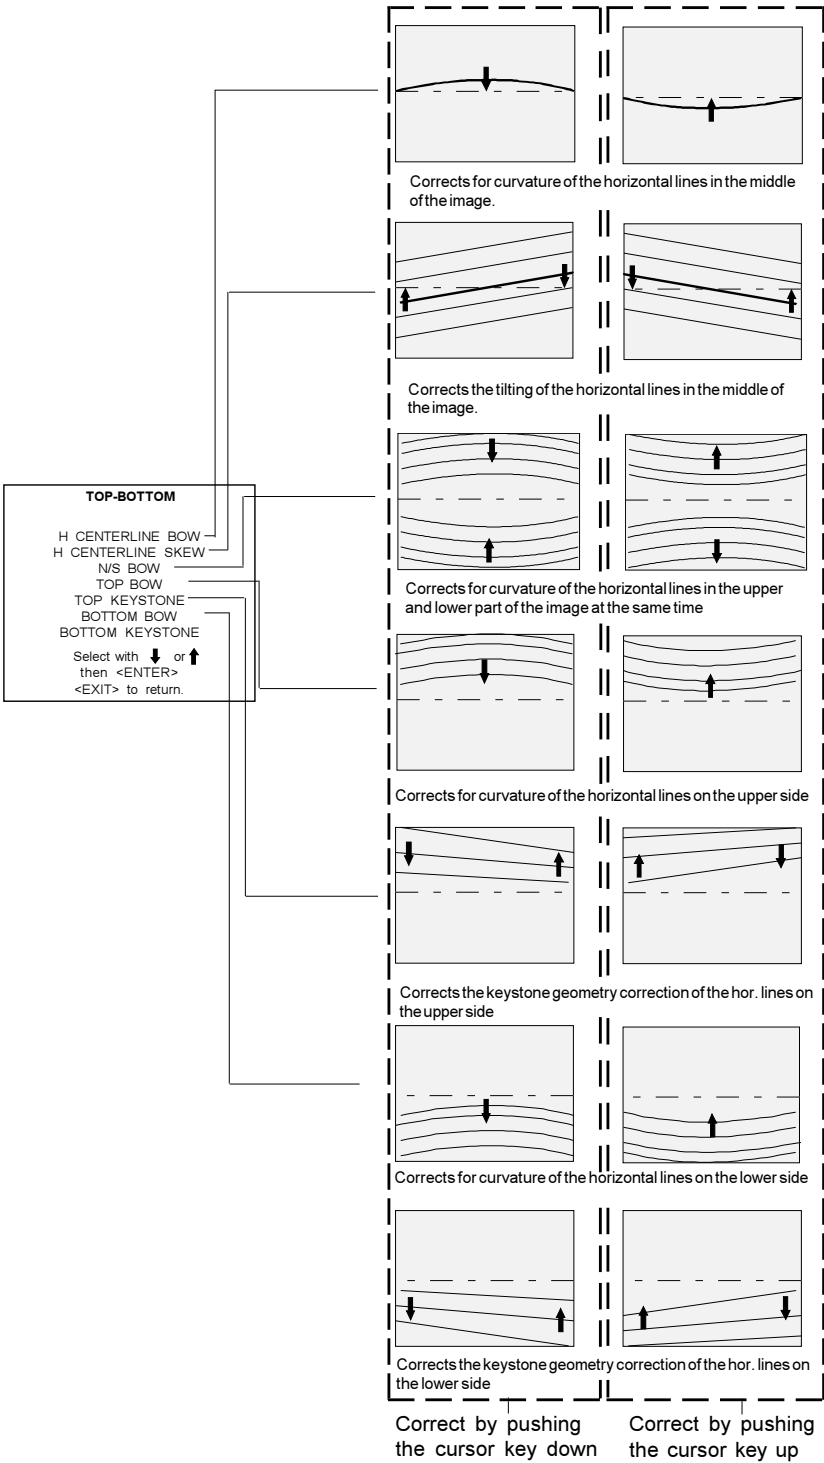 Corrects for curvature of the horizontal lines in the middle
of the image.
Corrects the tilting of the horizontal lines in the middle of
the image.
TOP-BOTTOM
H CENTERLINE BOW
H CENTERLINE SKEW
N/S BOW
TOP BOW
TOP KEYSTONE
BOTTOM BOW
BOTTOM KEYSTONE
Select with or
then <ENTER>
<EXIT> to return.
Corrects for curvature of the horizontal lines in the upper
and lower part of the image at the same time
Corrects for curvature of the horizontal lines on the upper side
Corrects the keystone geometry correction of the hor. lines on
the upper side
Corrects for curvature of the horizontal lines on the lower side
Corrects the keystone geometry correction of the hor. lines on
the lower side
Correct by pushing
the cursor key down
Correct by pushing
the cursor key up